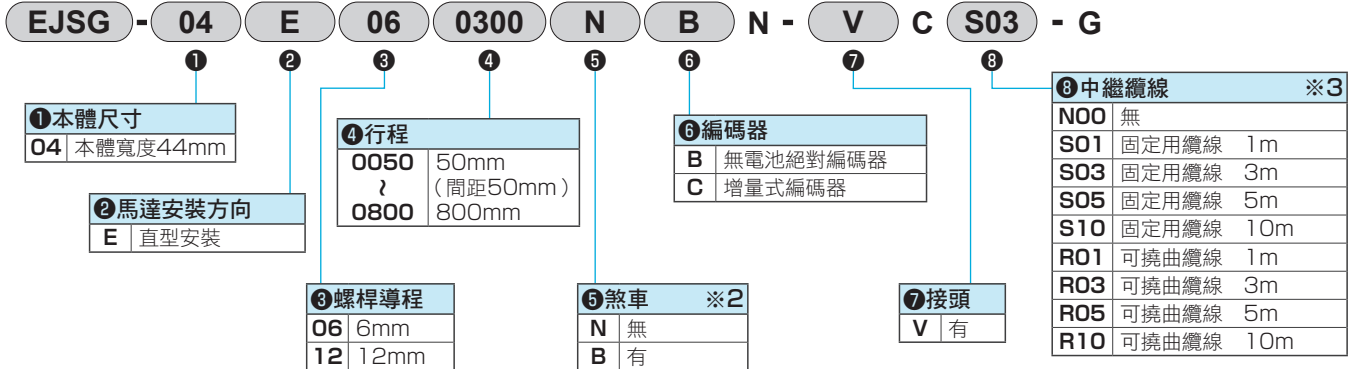 EJSG - 04 E 06 0300 N B N - V C S03 - G
❶ ❷ ❸ ❹ ❺ ❻ ❼ ❽
❶本體尺寸
04 本體寬度44mm
❷馬達安裝方向
E 直型安裝
❸螺桿導程
06 6mm
12 12mm
❹行程
0050 50mm
~ (間距50mm)
0800 800mm
❺煞車 ※2
N 無
B 有
❻編碼器
B 無電池絕對編碼器
C 增量式編碼器
❼接頭
V 有
❽中繼纜線 ※3
N00 無
S01 固定用纜線 1m
S03 固定用纜線 3m
S05 固定用纜線 5m
S10 固定用纜線 10m
R01 可撓曲纜線 1m
R03 可撓曲纜線 3m
R05 可撓曲纜線 5m
R10 可撓曲纜線 10m